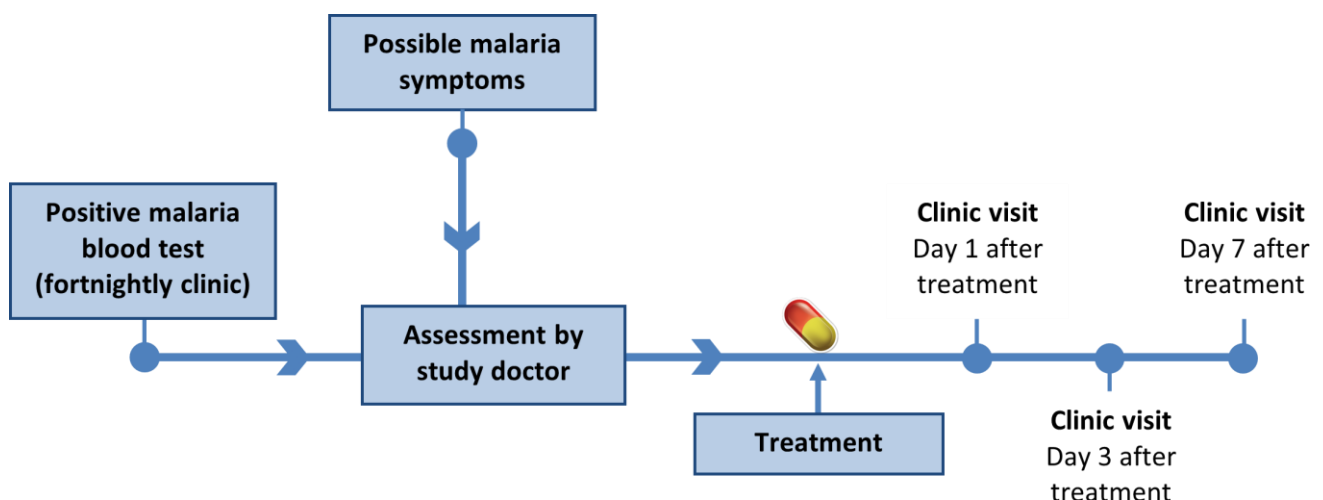 Possible malaria
symptoms
Positive malaria
blood test
(fortnightly clinic)
Assessment by
study doctor
Treatment
Clinic visit
Day 1 after
treatment
Clinic visit
Day 3 after
treatment
Clinic visit
Day 7 after
treatment